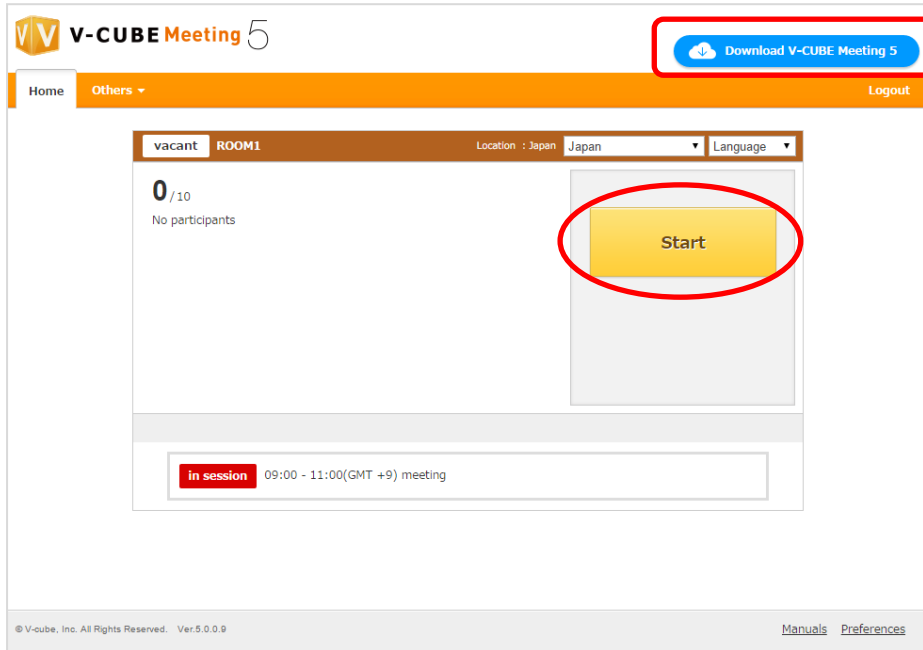 V-CUBE Meeting 5
Download V-CUBE Meeting 5
Home Others Logout
vacant ROOM1 Location : Japan Japan Language
0/10
No participants
Start
in session 09:00 - 11:00(GMT +9) meeting
© V-cube, Inc. All Rights Reserved. Ver.5.0.0.9 Manuals Preferences